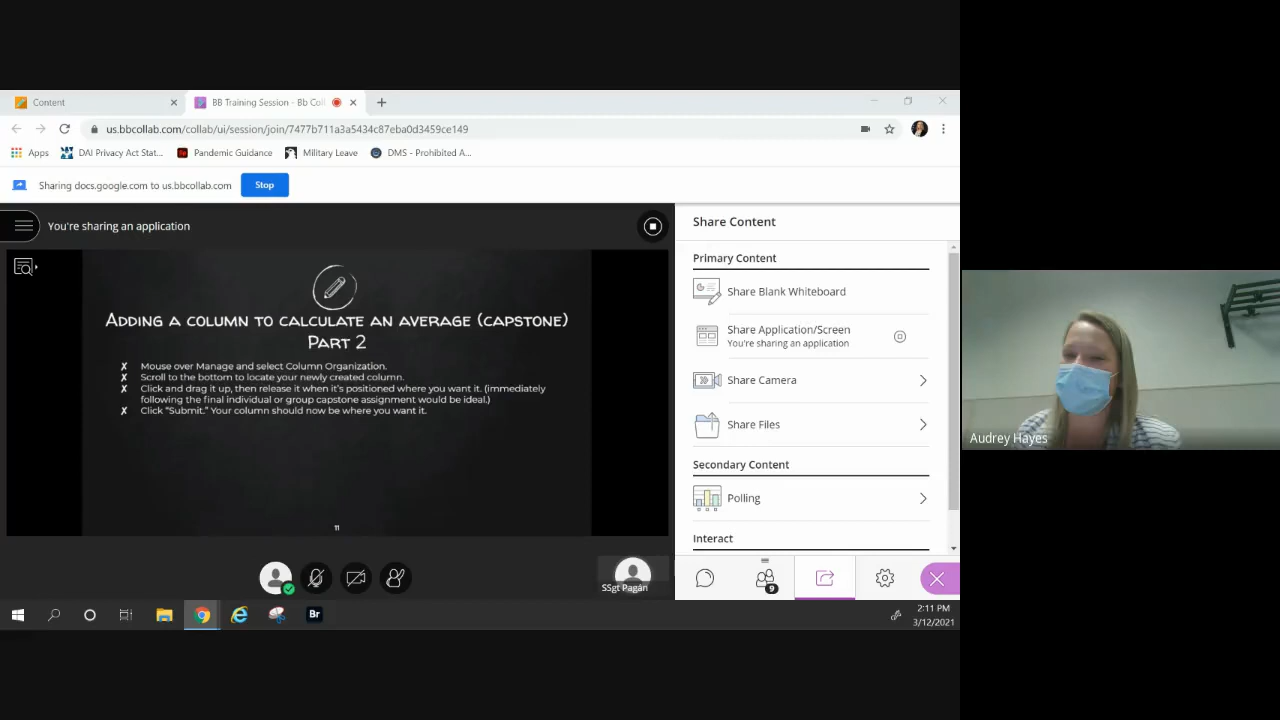 Content
BB Training Session - Bb Coll
us.bbcollab.com/collab/ui/session/join/7477b711a3a5434c87eba0d3459ce149
Apps
DAI Privacy Act Stat...
Pandemic Guidance
Military Leave
DMS - Prohibited A...
Sharing docs.google.com to us.bbcollab.com
Stop
You're sharing an application
ADDING A COLUMN TO CALCULATE AN AVERAGE (CAPSTONE)
PART 2
✗ Mouse over Manage and select Column Organization.
✗ Scroll to the bottom to locate your newly created column.
✗ Click and drag it up, then release it when it's positioned where you want it. (immediately
following the final individual or group capstone assignment would be ideal.)
✗ Click "Submit." Your column should now be where you want it.
11
SSgt Pagán
Share Content
Primary Content
Share Blank Whiteboard
Share Application/Screen
You're sharing an application
Share Camera
Share Files
Secondary Content
Polling
Interact
9
Br
2:11 PM
3/12/2021
Audrey Hayes